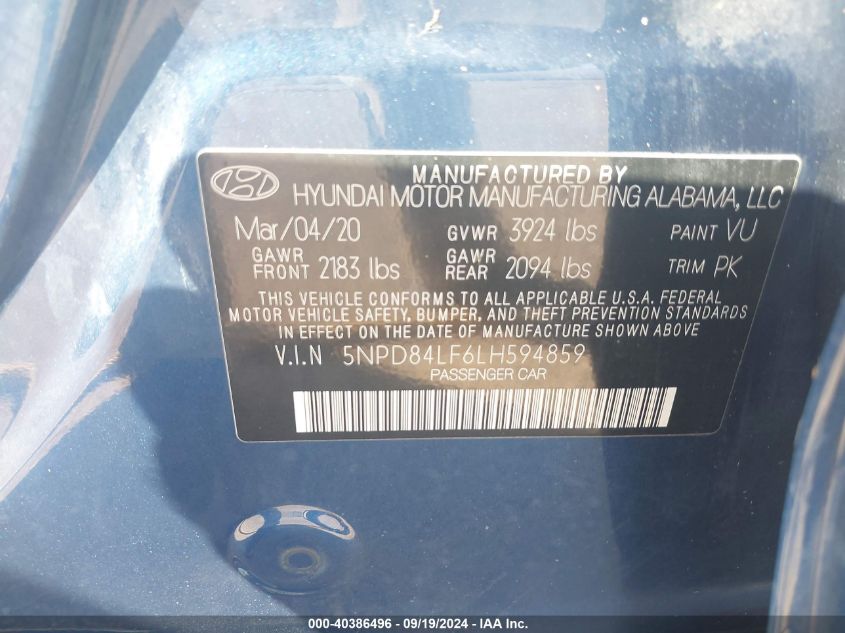 MANUFACTURED BY
HYUNDAI MOTOR MANUFACTURING ALABAMA, LLC
Mar/04/20 GVWR 3924 lbs PAINT VU
GAWR FRONT 2183 lbs GAWR REAR 2094 lbs TRIM PK
THIS VEHICLE CONFORMS TO ALL APPLICABLE U.S.A. FEDERAL
MOTOR VEHICLE SAFETY, BUMPER, AND THEFT PREVENTION STANDARDS
IN EFFECT ON THE DATE OF MANUFACTURE SHOWN ABOVE
V.I.N 5NPD84LF6LH594859
PASSENGER CAR
000-40386496 - 09/19/2024 - IAA Inc.